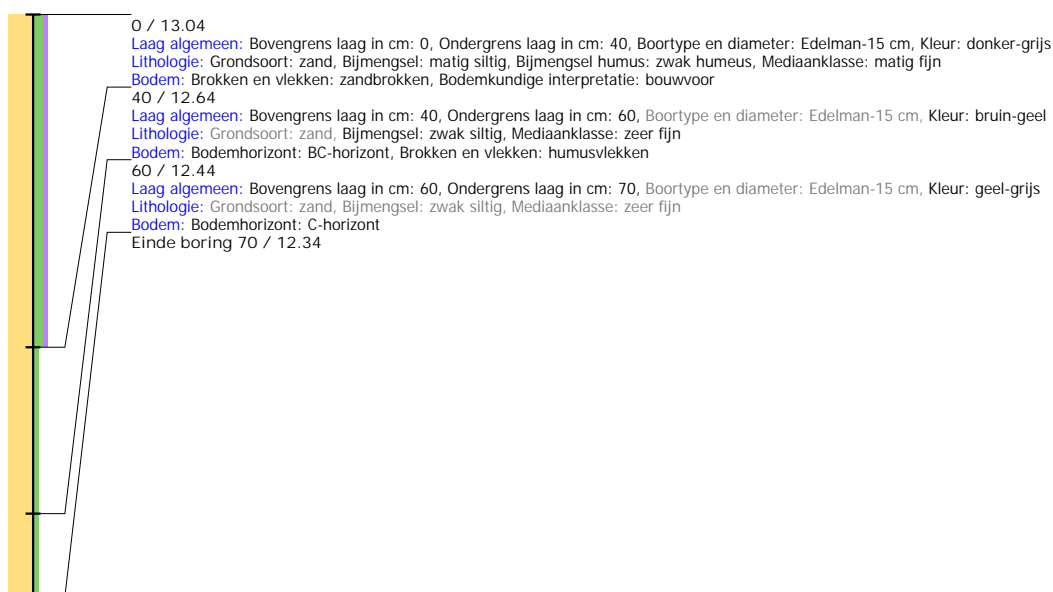 0 / 13.04
Laag algemeen: Bovengrens laag in cm: 0, Ondergrens laag in cm: 40, Boortype en diameter: Edelman-15 cm, Kleur: donker-grijs
Lithologie: Grondsoort: zand, Bijmengsel: matig siltig, Bijmengsel humus: zwak humeus, Mediaanklasse: matig fijn
Bodem: Brokken en vlekken: zandbrokken, Bodemkundige interpretatie: bouwvoor
40 / 12.64
Laag algemeen: Bovengrens laag in cm: 40, Ondergrens laag in cm: 60, Boortype en diameter: Edelman-15 cm, Kleur: bruin-geel
Lithologie: Grondsoort: zand, Bijmengsel: zwak siltig, Mediaanklasse: zeer fijn
Bodem: Bodemhorizont: BC-horizont, Brokken en vlekken: humusvlekken
60 / 12.44
Laag algemeen: Bovengrens laag in cm: 60, Ondergrens laag in cm: 70, Boortype en diameter: Edelman-15 cm, Kleur: geel-grijs
Lithologie: Grondsoort: zand, Bijmengsel: zwak siltig, Mediaanklasse: zeer fijn
Bodem: Bodemhorizont: C-horizont
Einde boring 70 / 12.34